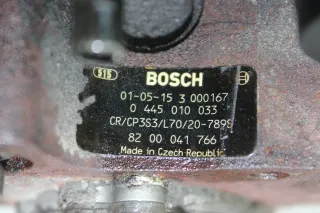 515
BOSCH
01-05-15 3 000167
0 445 010 033
CR/CP3S3/L70/20-789S
82 00 041 766
Made in Czech Republic